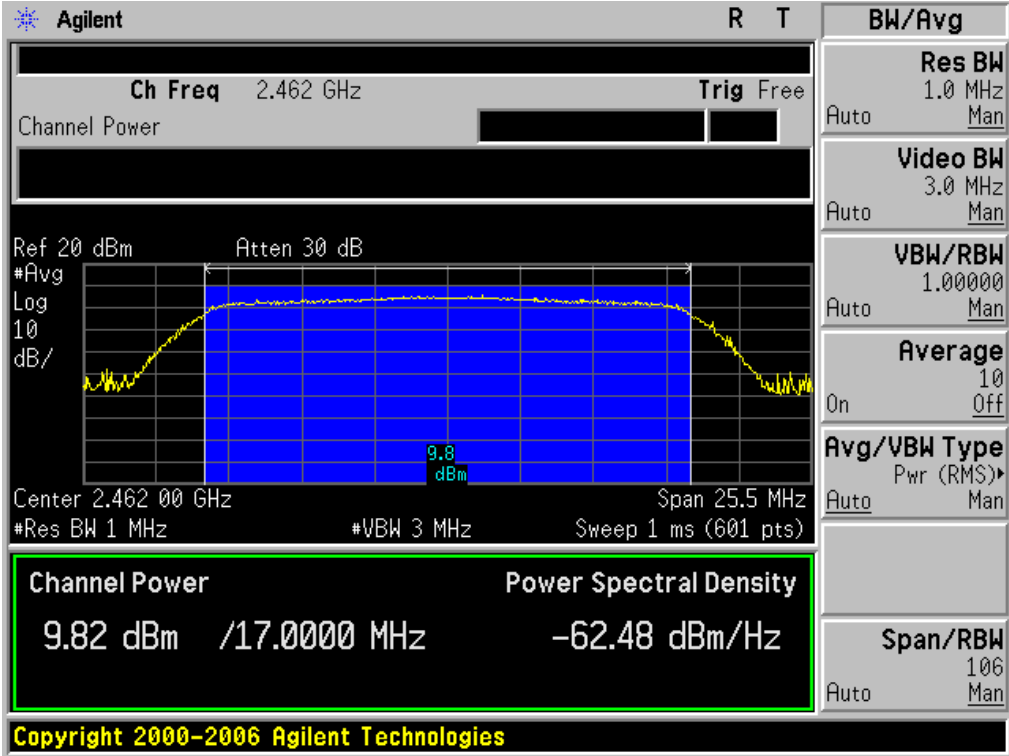 Agilent R T
Ch Freq 2.462 GHz Trig Free
Channel Power
Ref 20 dBm Atten 30 dB
#Avg
Log
10
dB/
9.8
dBm
Center 2.462 00 GHz Span 25.5 MHz
#Res BW 1 MHz #VBW 3 MHz Sweep 1 ms (601 pts)
Channel Power Power Spectral Density
9.82 dBm /17.0000 MHz -62.48 dBm/Hz
Copyright 2000-2006 Agilent Technologies
BW/Avg
Res BW
1.0 MHz
Auto Man
Video BW
3.0 MHz
Auto Man
VBW/RBW
1.00000
Auto Man
Average
10
On Off
Avg/VBW Type
Pwr (RMS)▸
Auto Man
Span/RBW
106
Auto Man